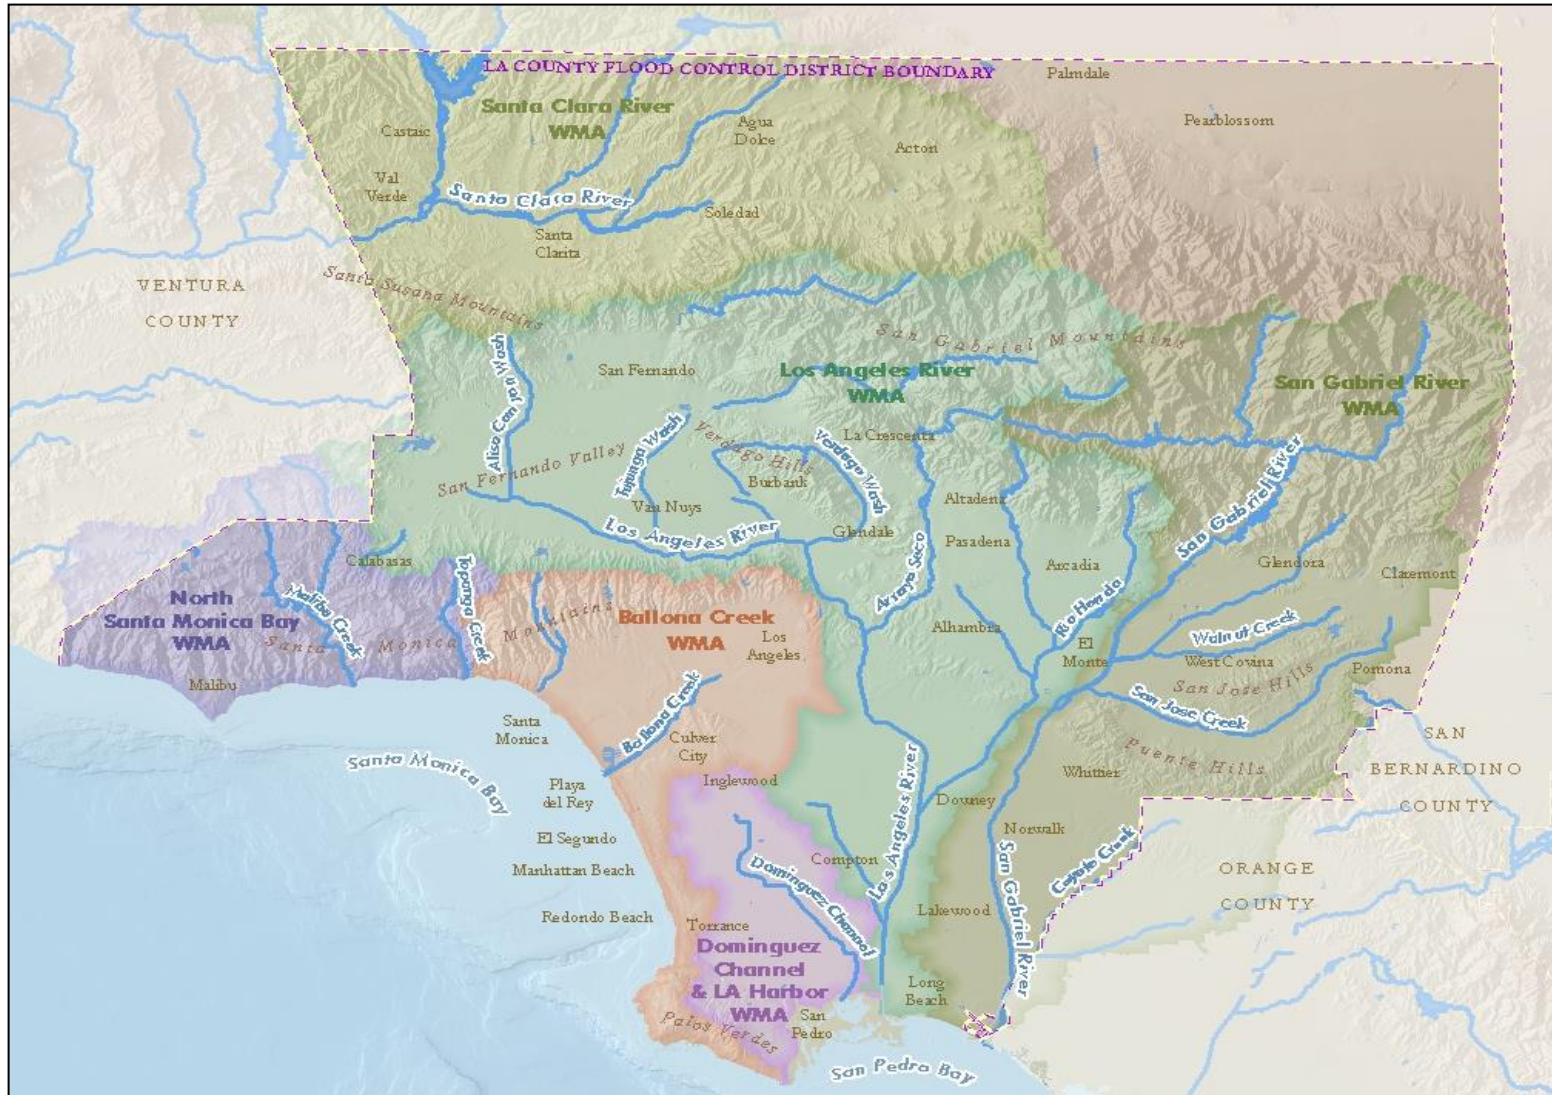 LA COUNTY FLOOD CONTROL DISTRICT BOUNDARY
Palmdale
Pearblossom
Santa Clara River
WMA
Castaic
Agua
Dolce
Acton
Val
Verde
Santa Clara River
Soledad
Santa
Clarita
Santa Susana Mountains
VENTURA
COUNTY
San Gabriel Mountains
Aliso Canyon Wash
San Fernando
Los Angeles River
WMA
San Gabriel River
WMA
La Crescenta
Tujunga Wash
Verdugo Hills
Verdugo Wash
San Fernando Valley
Burbank
Van Nuys
Los Angeles River
Glendale
Altadena
Pasadena
Arroyo Seco
Arcadia
San Gabriel River
Glendora
Claremont
Calabasas
Topanga Creek
North
Santa Monica Bay
WMA
Malibu Creek
Santa Monica Mountains
Malibu
Ballona Creek
WMA
Los
Angeles
Alhambra
Rio Hondo
El
Monte
Walnut Creek
West Covina
San Jose Hills
Pomona
San Jose Creek
Puente Hills
Santa
Monica
Ballona Creek
Culver
City
Santa Monica Bay
Inglewood
Playa
del Rey
Los Angeles River
Downey
Whittier
SAN
BERNARDINO
COUNTY
El Segundo
Norwalk
Manhattan Beach
Compton
Dominguez Channel
Coyote Creek
ORANGE
COUNTY
Redondo Beach
Torrance
Lakewood
San Gabriel River
Dominguez
Channel
& LA Harbor
WMA
Long
Beach
San
Pedro
Palos Verdes
San Pedro Bay